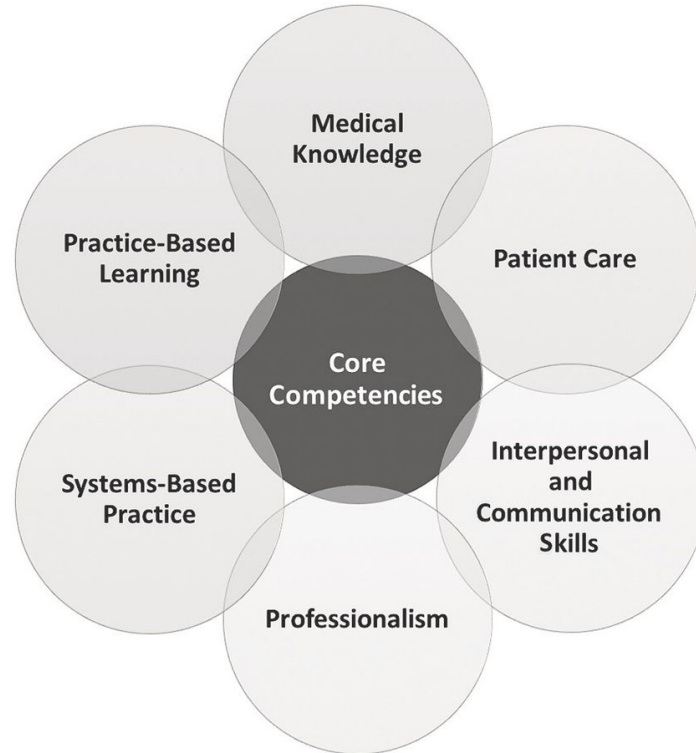 Medical
Knowledge
Practice-Based
Learning
Patient Care
Core
Competencies
Systems-Based
Practice
Interpersonal
and
Communication
Skills
Professionalism